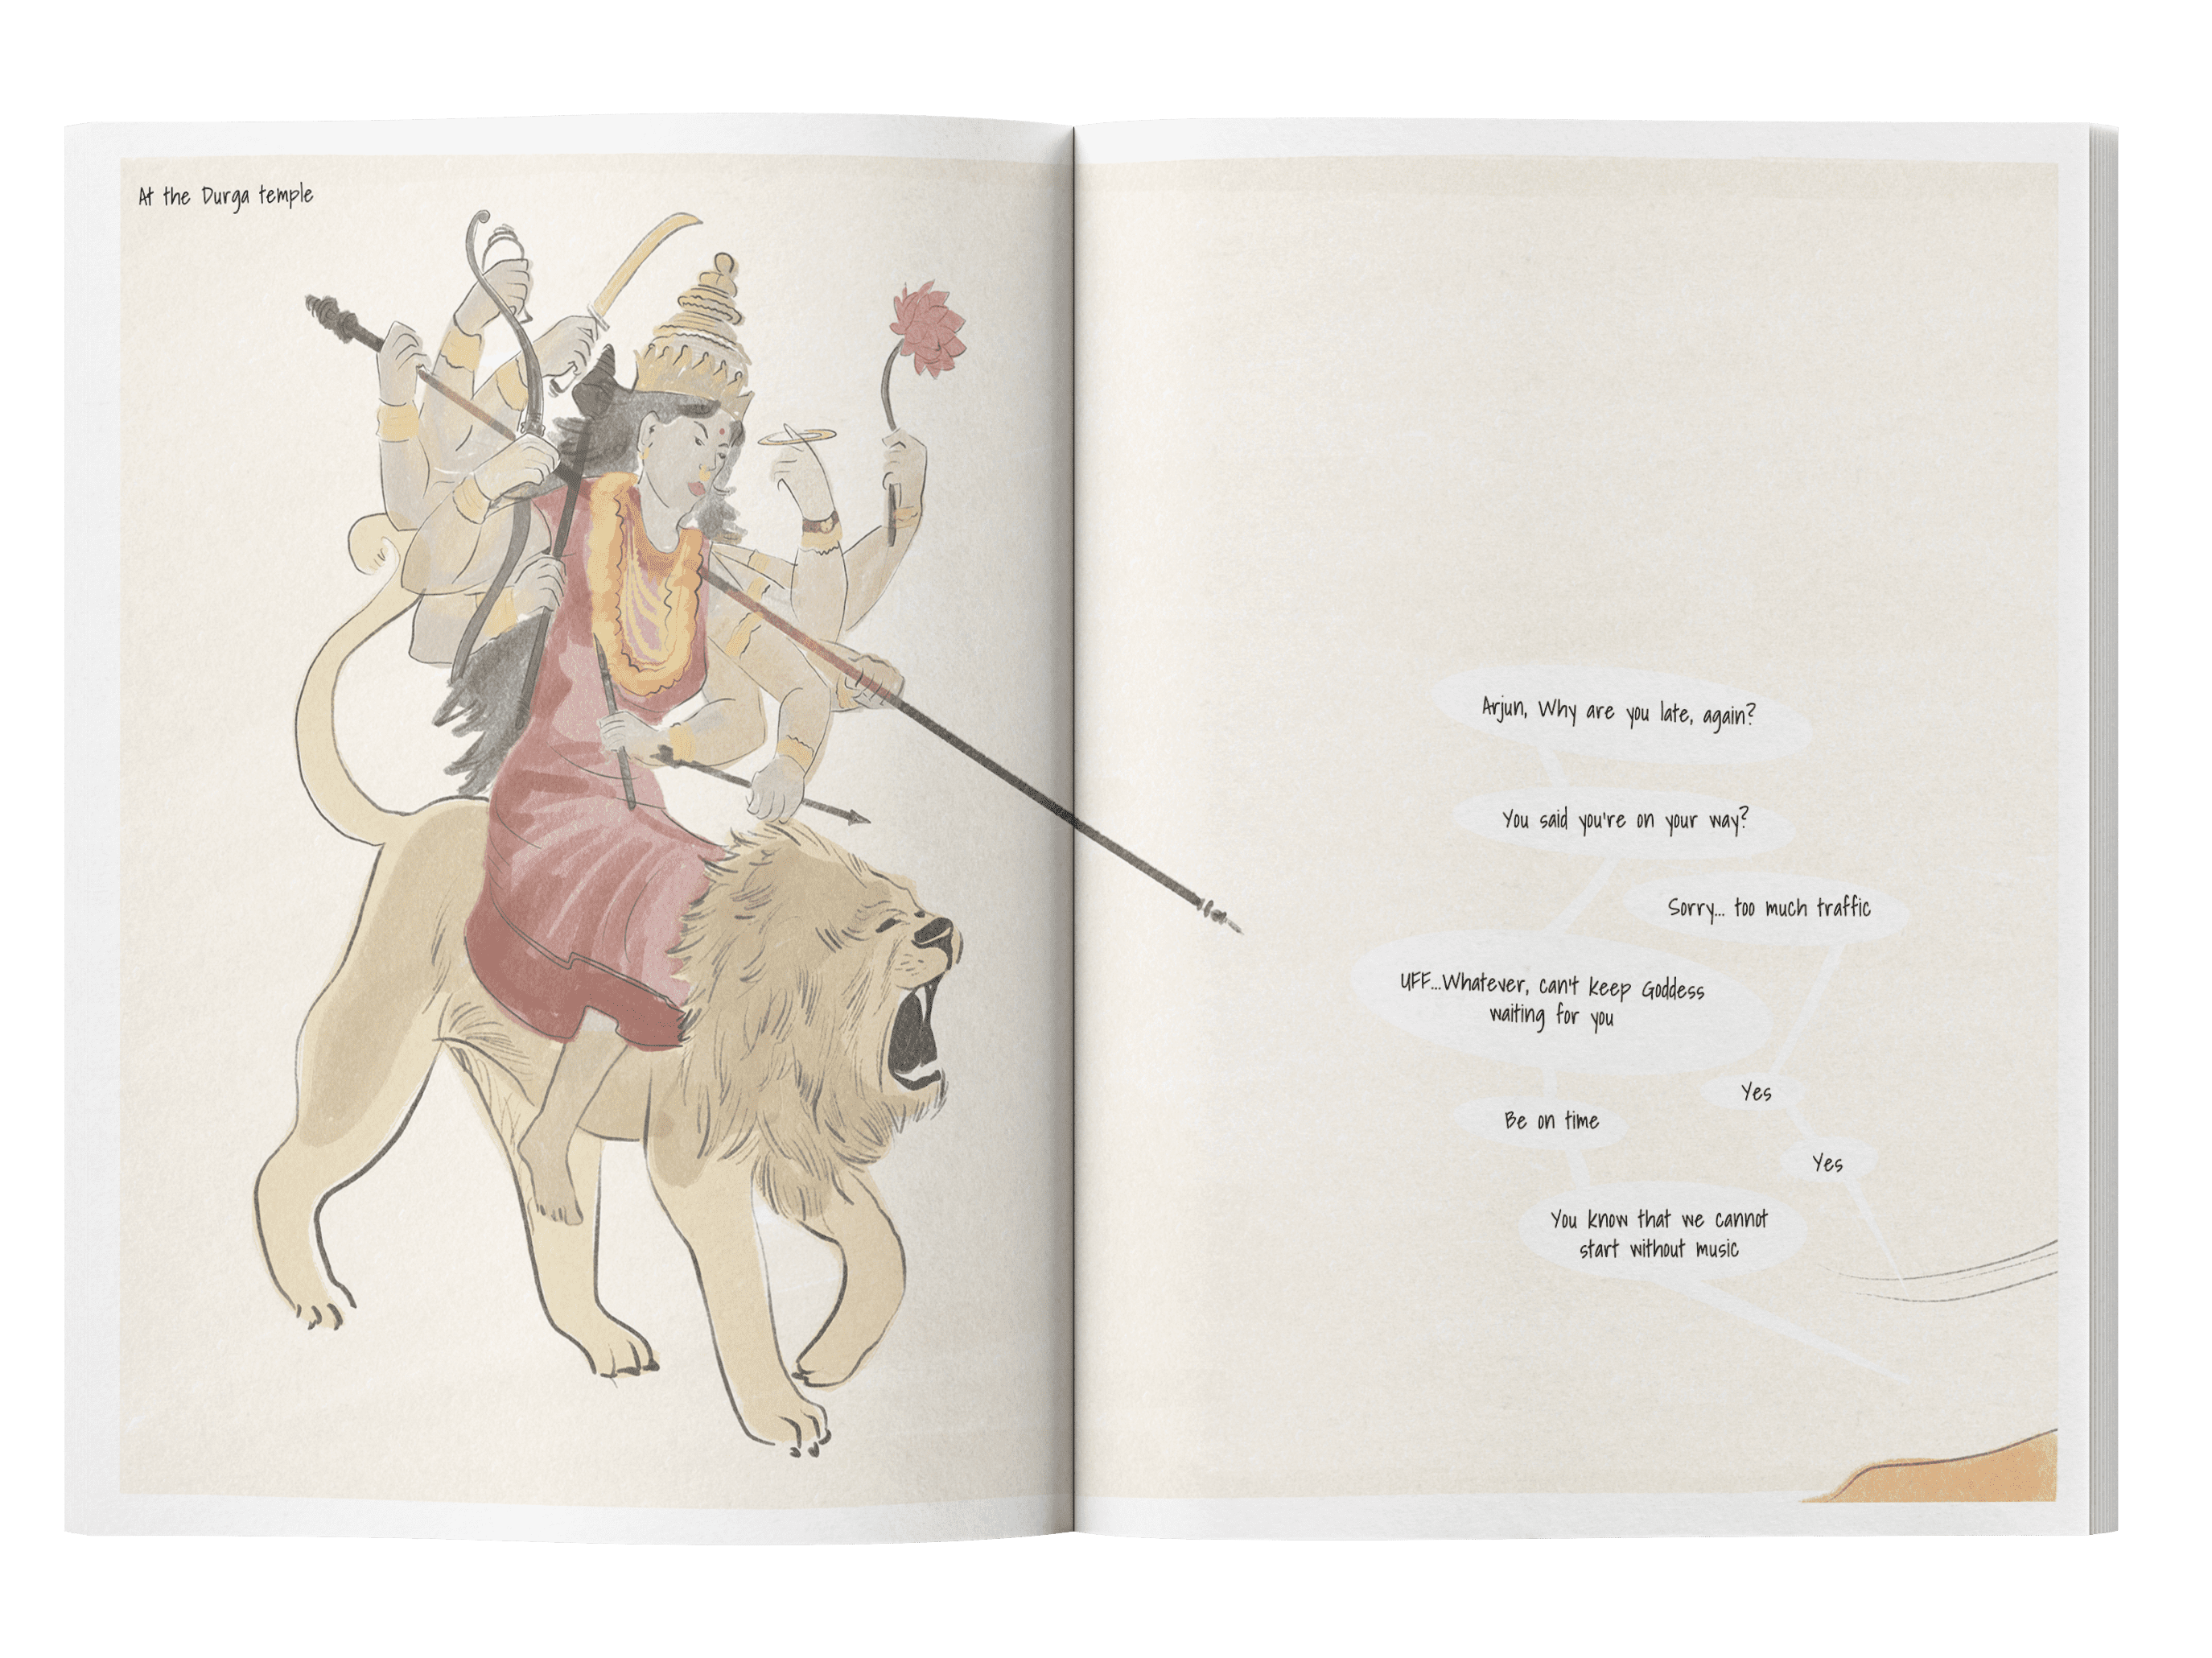 At the Durga temple
Arjun, Why are you late, again?
You said you're on your way?
Sorry... too much traffic
UFF...Whatever, can't keep Goddess
waiting for you
Yes
Be on time
Yes
You know that we cannot
start without music